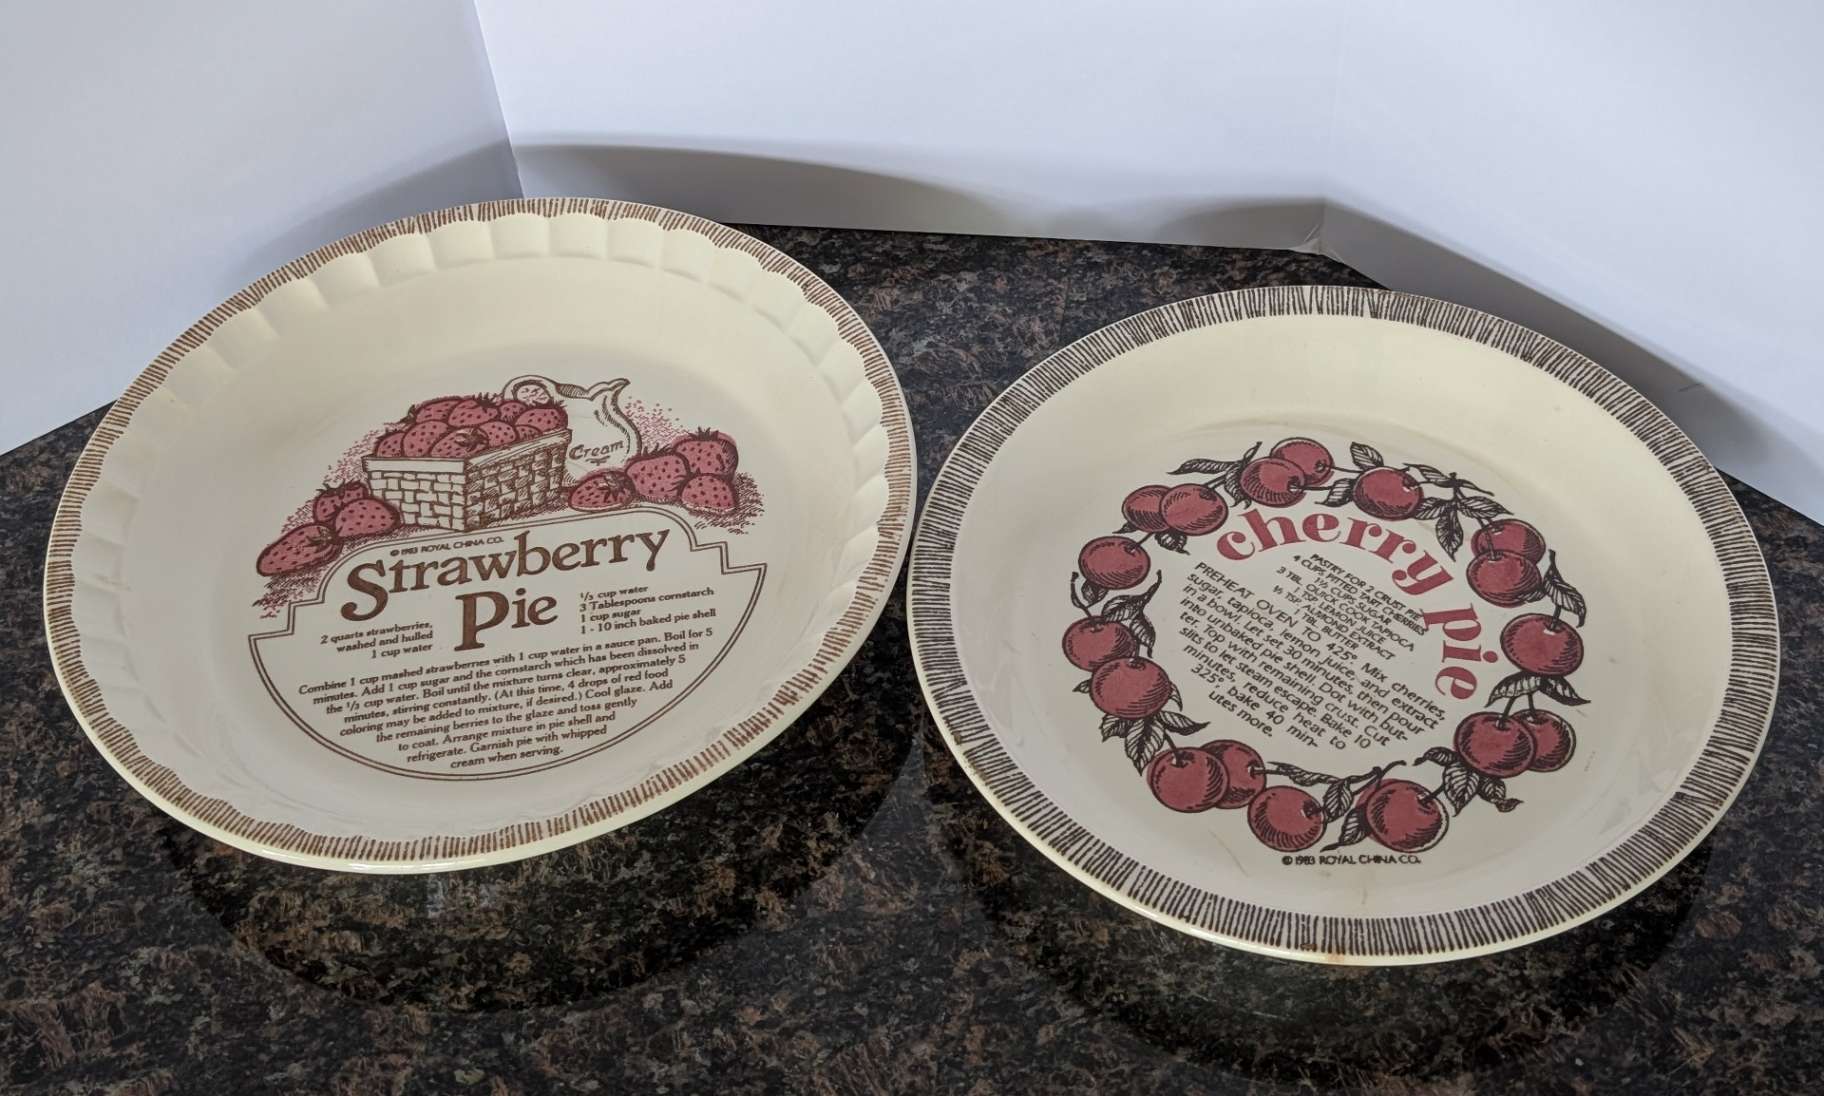 Cream
© 1983 ROYAL CHINA CO.
Strawberry
Pie
2 quarts strawberries,
washed and hulled
1 cup water
⅓ cup water
3 Tablespoons cornstarch
1 cup sugar
1 - 10 inch baked pie shell
Combine 1 cup mashed strawberries with 1 cup water in a sauce pan. Boil for 5
minutes. Add 1 cup sugar and the cornstarch which has been dissolved in
the ⅓ cup water. Boil until the mixture turns clear, approximately 5
minutes, stirring constantly. (At this time, 4 drops of red food
coloring may be added to mixture, if desired.) Cool glaze. Add
the remaining berries to the glaze and toss gently
to coat. Arrange mixture in pie shell and
refrigerate. Garnish pie with whipped
cream when serving.
cherry pie
PASTRY FOR 2 CRUST PIE
4 CUPS PITTED TART CHERRIES
1½ CUP SUGAR
3 TBL QUICK COOK TAPIOCA
1 TSP LEMON JUICE
TSP ALMOND EXTRACT
1 TBL BUTTER
PREHEAT OVEN TO 425°. Mix cherries,
sugar, tapioca, lemon juice, and extract
in a bowl. Let set 30 minutes, then pour
into unbaked pie shell. Dot with but-
ter. Top with remaining crust. Cut
slits to let steam escape. Bake 10
minutes, reduce heat to
325° bake 40 min-
utes more.
© 1983 ROYAL CHINA CO.